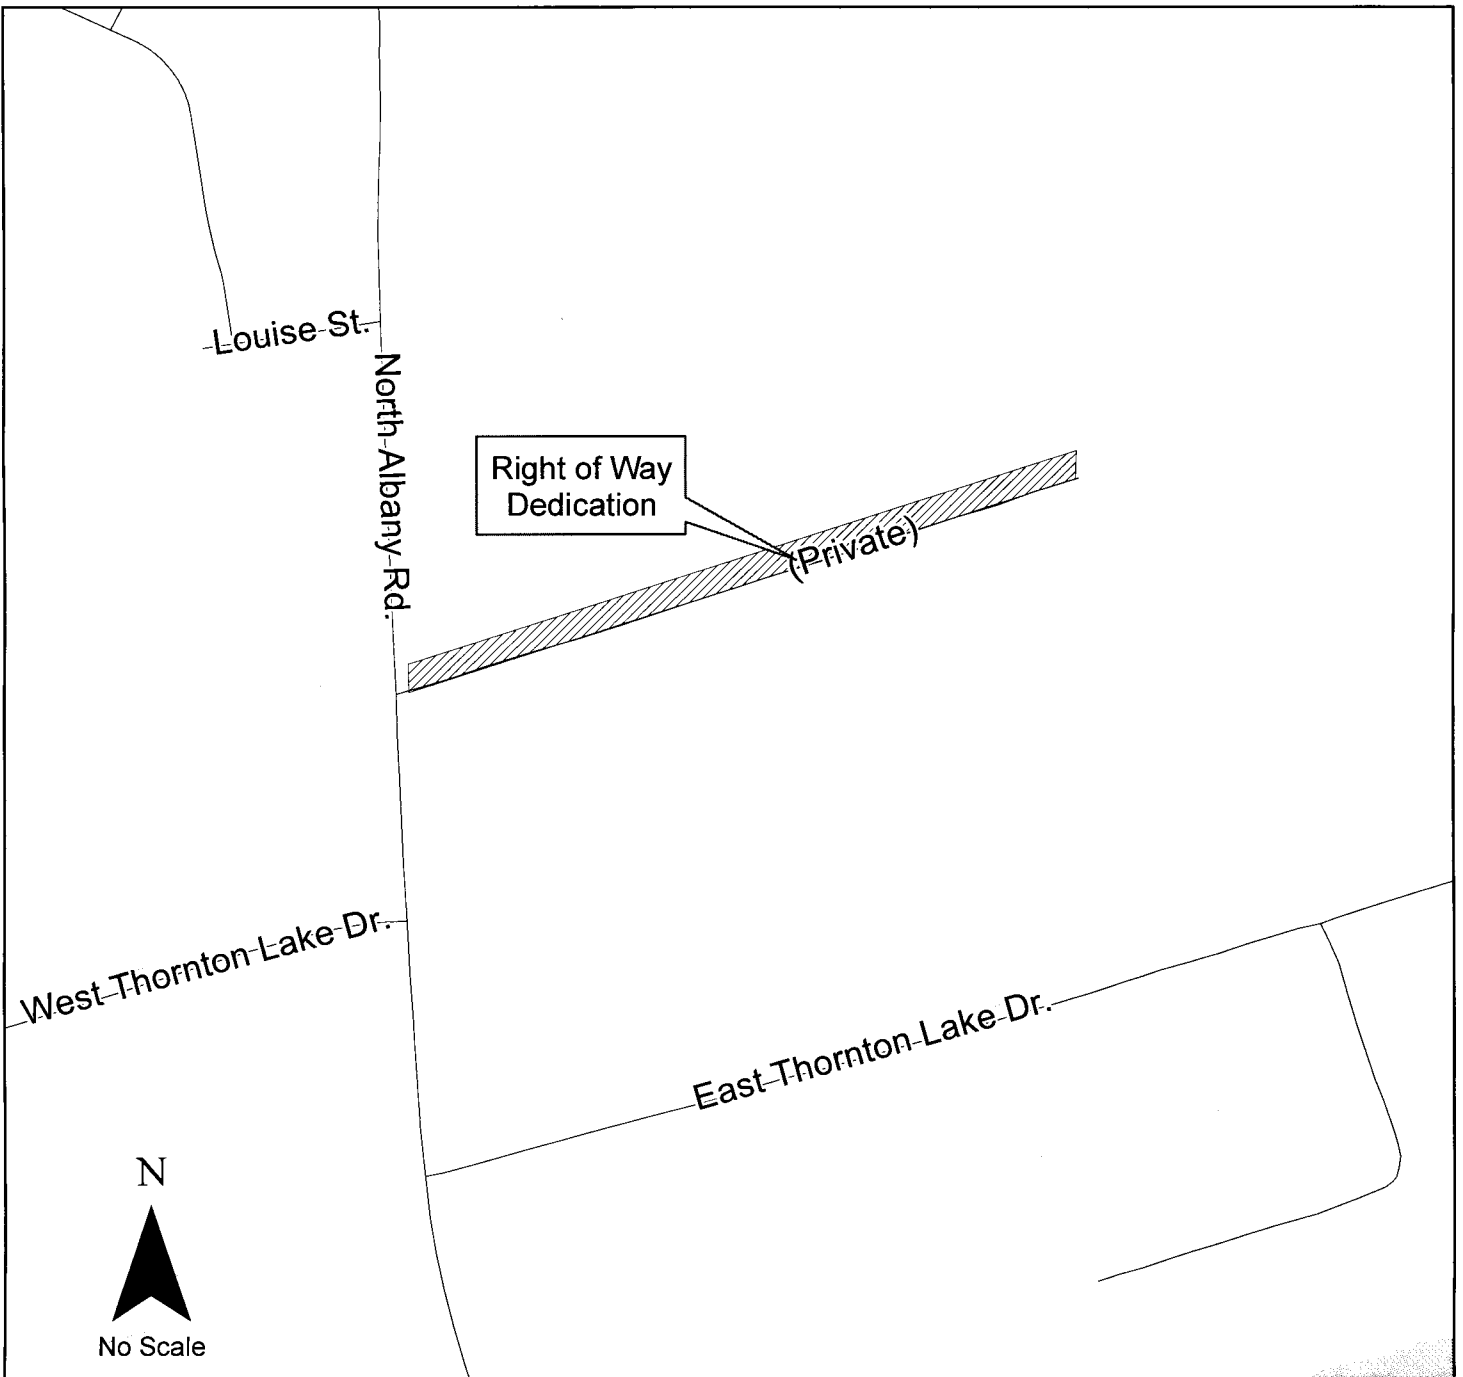 Louise St.
North Albany Rd.
Right of Way
Dedication
(Private)
West Thornton Lake Dr.
East Thornton Lake Dr.
N
No Scale